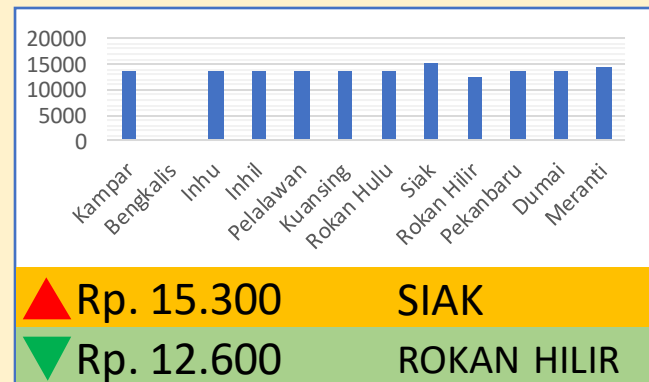 20000
15000
10000
5000
0
Kampar
Bengkalis
Inhu
Inhil
Pelalawan
Kuansing
Rokan Hulu
Siak
Rokan Hilir
Pekanbaru
Dumai
Meranti
Rp. 15.300 SIAK
Rp. 12.600 ROKAN HILIR